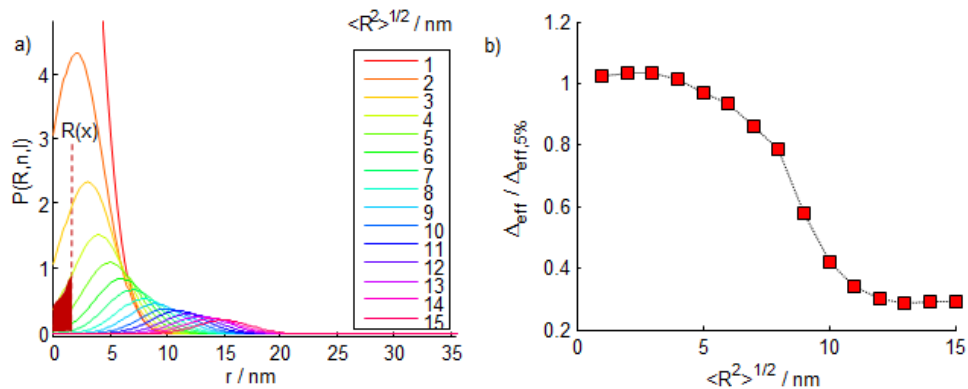 a)
<R²>^1/2 / nm
1
2
3
4
5
6
7
8
9
10
11
12
13
14
15
R(x)
P(R,n,l)
4
3
2
1
0
0 5 10 15 20 25 30 35
r / nm
b)
Δeff / Δeff,5%
1.2
1
0.8
0.6
0.4
0.2
0 5 10 15
<R²>^1/2 / nm